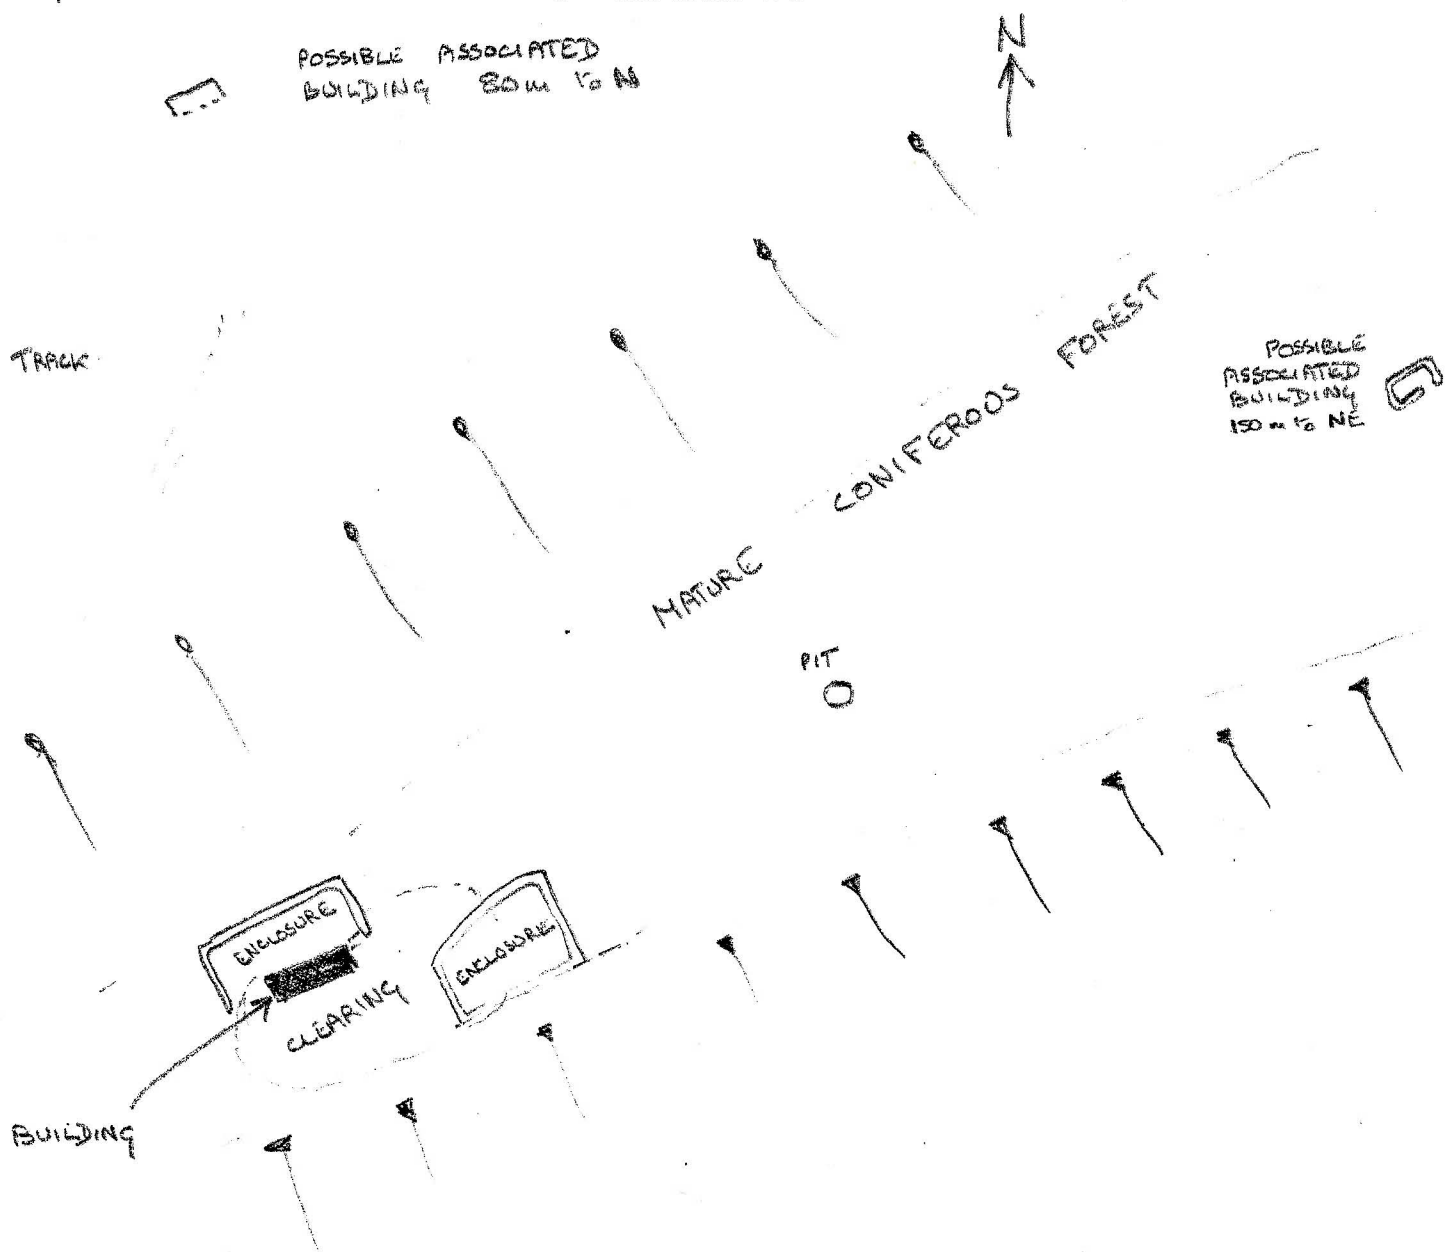 POSSIBLE ASSOCIATED
BUILDING 80m to N
N
TRACK
POSSIBLE
ASSOCIATED
BUILDING
150 m to NE
MATURE CONIFEROUS FOREST
PIT
ENCLOSURE
ENCLOSURE
CLEARING
BUILDING